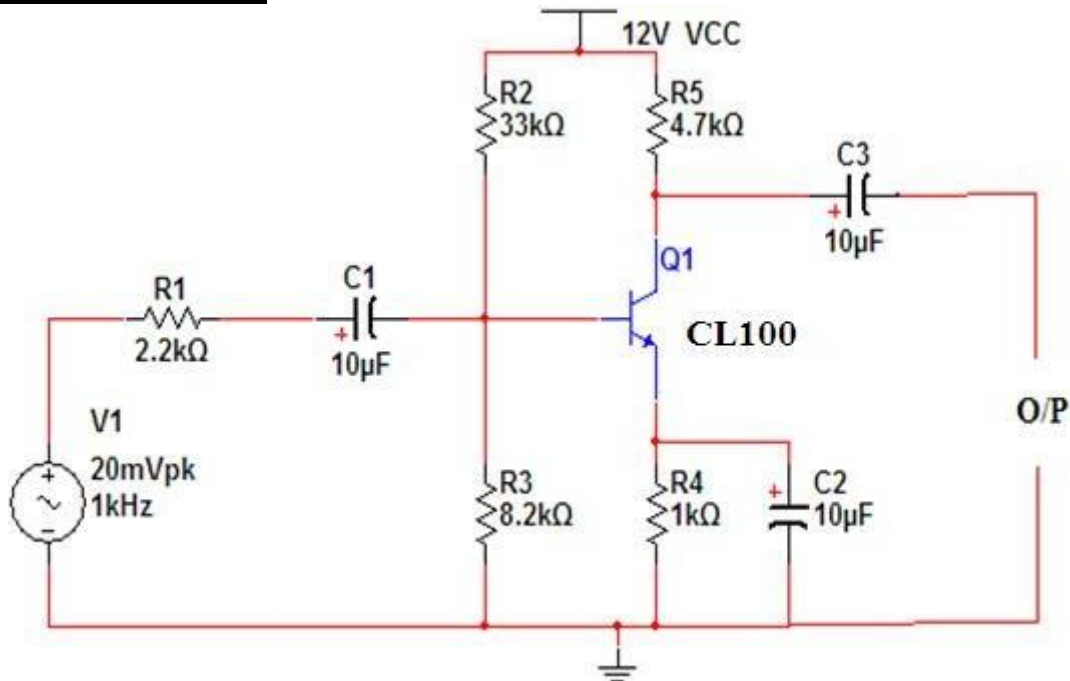 12V VCC
R2
33kΩ
R5
4.7kΩ
C3
+
10µF
Q1
CL100
R1
2.2kΩ
C1
+
10µF
O/P
V1
20mVpk
1kHz
+
R3
8.2kΩ
R4
1kΩ
+
C2
10µF